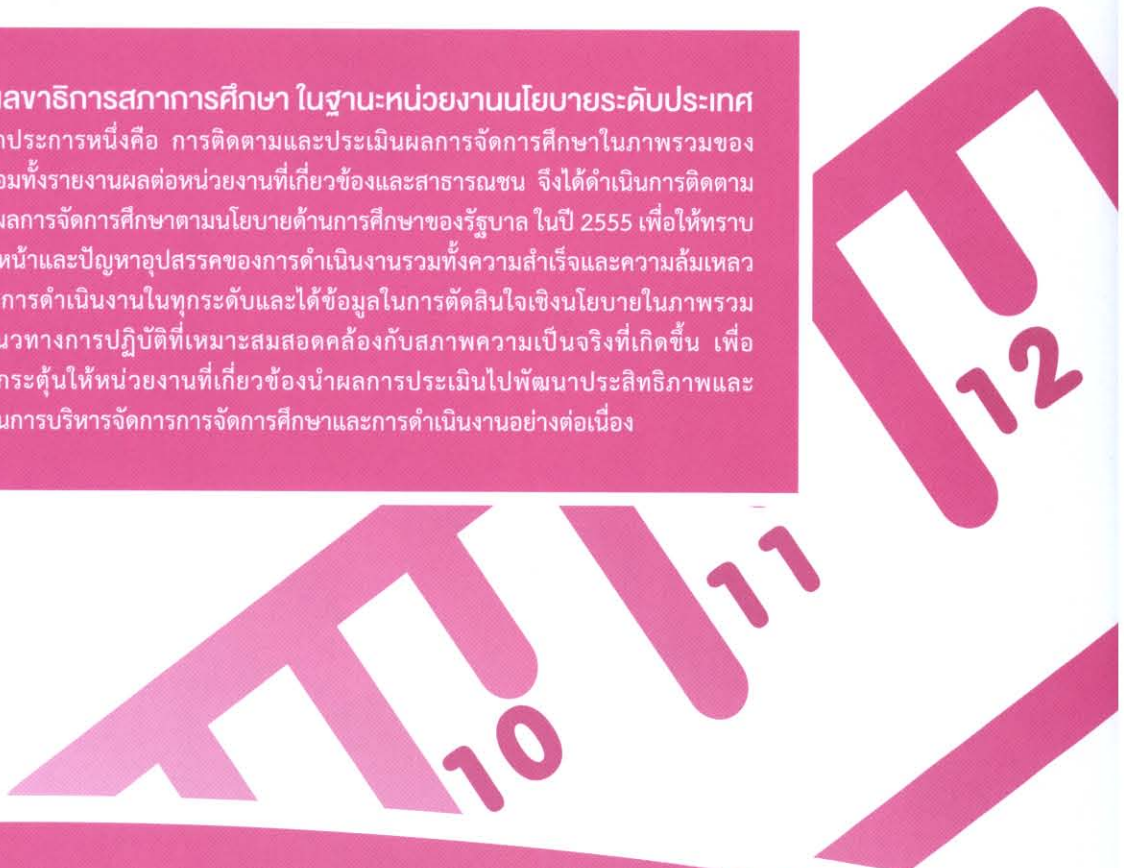 ลขาธิการสภาการศึกษา ในฐานะหน่วยงานนโยบายระดับประเทศ
ประการหนึ่งคือ การติดตามและประเมินผลการจัดการศึกษาในภาพรวมของ
อมทั้งรายงานผลต่อหน่วยงานที่เกี่ยวข้องและสาธารณชน จึงได้ดำเนินการติดตาม
ผลการจัดการศึกษาตามนโยบายด้านการศึกษาของรัฐบาล ในปี 2555 เพื่อให้ทราบ
หน้าและปัญหาอุปสรรคของการดำเนินงานรวมทั้งความสำเร็จและความล้มเหลว
การดำเนินงานในทุกระดับและได้ข้อมูลในการตัดสินใจเชิงนโยบายในภาพรวม
นวทางการปฏิบัติที่เหมาะสมสอดคล้องกับสภาพความเป็นจริงที่เกิดขึ้น เพื่อ
กระตุ้นให้หน่วยงานที่เกี่ยวข้องนำผลการประเมินไปพัฒนาประสิทธิภาพและ
นการบริหารจัดการการจัดการศึกษาและการดำเนินงานอย่างต่อเนื่อง
12
11
10